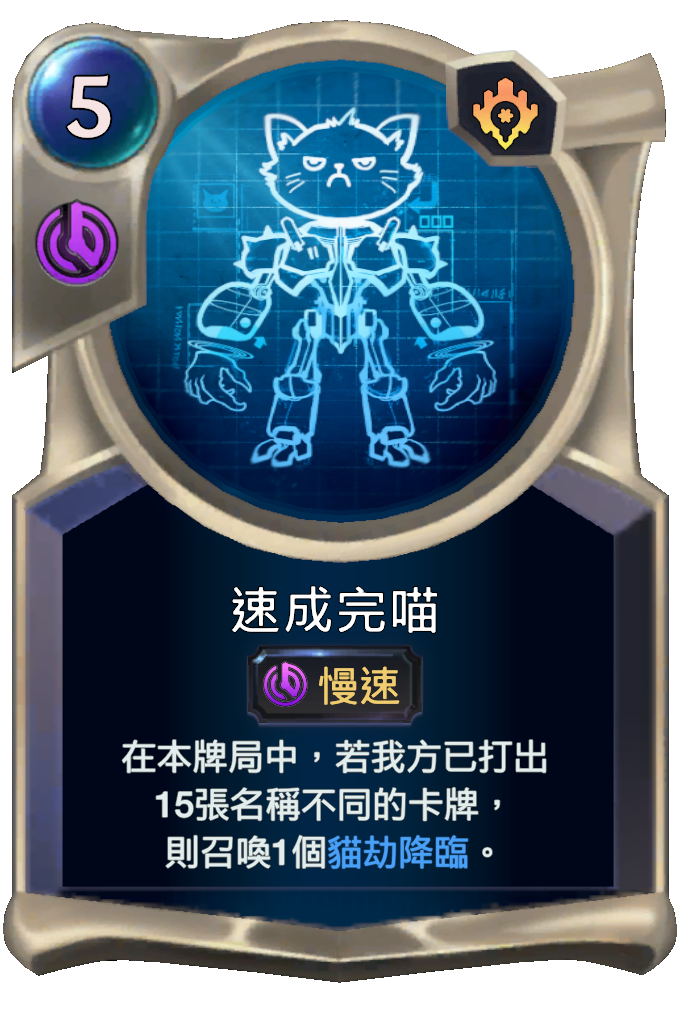 5
速成完喵
慢速
在本牌局中，若我方已打出
15張名稱不同的卡牌，
則召喚1個貓劫降臨。